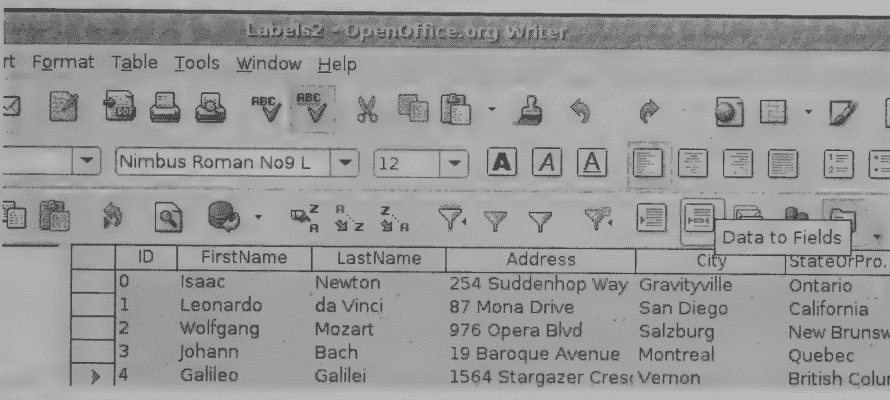 Labels2 - OpenOffice.org Writer
rt Format Table Tools Window Help
ABC ABC
Nimbus Roman No9 L 12 A A A
Data to Fields
ID FirstName LastName Address City StateOrPro.
0 Isaac Newton 254 Suddenhop Way Gravityville Ontario
1 Leonardo da Vinci 87 Mona Drive San Diego California
2 Wolfgang Mozart 976 Opera Blvd Salzburg New Brunsw
3 Johann Bach 19 Baroque Avenue Montreal Quebec
4 Galileo Galilei 1564 Stargazer Cresc Vernon British Colur